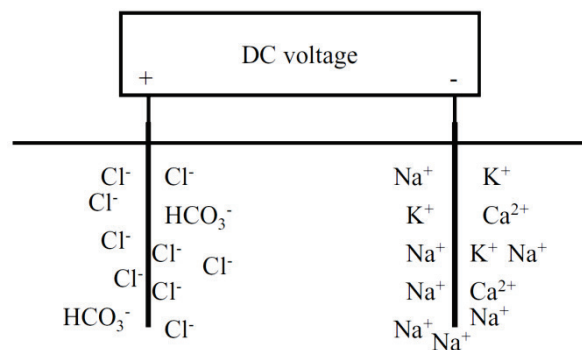 DC voltage
+ -
Cl⁻ Cl⁻ Na⁺ K⁺
Cl⁻
HCO₃⁻ K⁺ Ca²⁺
Cl⁻
Cl⁻ Na⁺ K⁺ Na⁺
Cl⁻
Cl⁻
Cl⁻ Na⁺ Ca²⁺
HCO₃⁻ Na⁺
Cl⁻ Na⁺
Na⁺